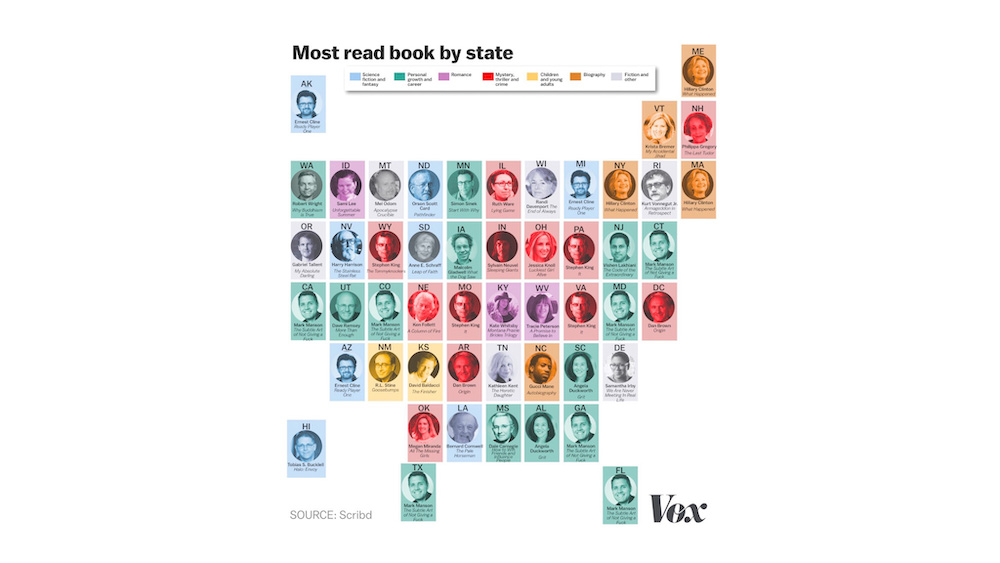 Most read book by state
Science fiction and fantasy
Personal growth and career
Romance
Mystery, thriller and crime
Children and young adults
Biography
Fiction and other
ME
Hillary Clinton
What Happened
AK
Ernest Cline
Ready Player One
VT
My Accidental Jihad
NH
Philippa Gregory
The Last Tudor
WA
Robert Wright
Why Buddhism is True
ID
Sami Lee
Unforgettable Summer
MT
Mel Odom
Apocalypse
ND
Orson Scott Card
Pathfinder
MN
Simon Sinek
Start With Why
IL
Ruth Ware
Lying Game
WI
Rand Davenport
The End of Always
MI
Ernest Cline
Ready Player One
NY
Hillary Clinton
What Happened
RI
Kurt Vonnegut Jr.
Armageddon in Retrospect
MA
Hillary Clinton
What Happened
OR
Gabriel Tallent
My Absolute Darling
NV
Harry Harrison
The Stainless Steel Rat
WY
Stephen King
The Tommyknockers
SD
Anne E. Schraff
Leap of Faith
IA
Malcolm Gladwell
What the Dog Saw
IN
Sylvain Neuvel
Sleeping Giants
OH
Jessica Knoll
Luckiest Girl Alive
PA
Stephen King
It
NJ
Vishen Lakhiani
The Code of the Extraordinary
CT
Mark Manson
The Subtle Art of Not Giving a Fuck
CA
Mark Manson
The Subtle Art of Not Giving a Fuck
UT
Dave Ramsey
More Than Enough
CO
Mark Manson
The Subtle Art of Not Giving a Fuck
NE
Ken Follett
A Column of Fire
MO
Stephen King
It
KY
Kato
Montana Prairie Brides Trilogy
WV
Tracie Peterson
A Promise to Believe in
VA
Stephen King
It
MD
Mark Manson
The Subtle Art of Not Giving a Fuck
DC
Dan Brown
Origin
AZ
Ernest Cline
Ready Player One
NM
R.L. Stine
Goosebumps
KS
David Baldacci
The Finisher
AR
Dan Brown
Origin
TN
Kathleen Kent
The Heretic Daughter
NC
Gucci Mane
Autobiography
SC
Angela Duckworth
Grit
DE
Samantha Irby
We Are Never Meeting In Real Life
OK
Megan Miranda
All The Missing Girls
LA
Bernard Cornwell
The Pale Horseman
MS
Dale Carnegie
How to Win Friends and Influence People
AL
Angela Duckworth
Grit
GA
Mark Manson
The Subtle Art of Not Giving a Fuck
HI
Tobias S. Buckell
Halo: Envoy
TX
Mark Manson
The Subtle Art of Not Giving a Fuck
FL
Mark Manson
The Subtle Art of Not Giving a Fuck
SOURCE: Scribd
Vox